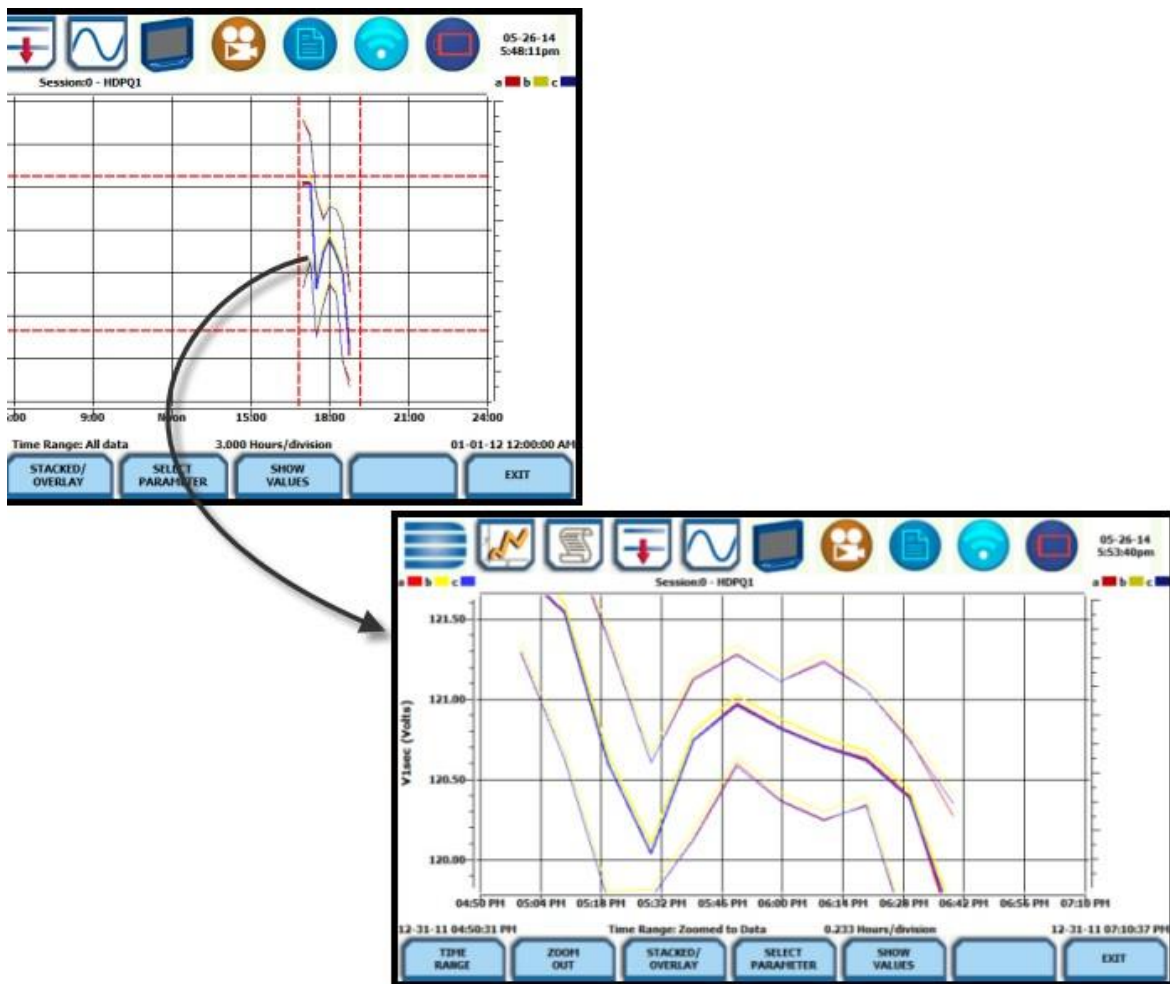 05-26-14
5:48:11pm
Session:0 - HDPQ1
a b c
:00 9:00 Noon 15:00 18:00 21:00 24:00
Time Range: All data 3.000 Hours/division 01-01-12 12:00:00 AM
STACKED/
OVERLAY
SELECT
PARAMETER
SHOW
VALUES
EXIT
05-26-14
5:53:40pm
a b c Session:0 - HDPQ1 a b c
121.50
121.00
V1sec (Volts)
120.50
120.00
04:50 PM 05:04 PM 05:18 PM 05:32 PM 05:46 PM 06:00 PM 06:14 PM 06:28 PM 06:42 PM 06:56 PM 07:10 PM
12-31-11 04:50:31 PM Time Range: Zoomed to Data 0.233 Hours/division 12-31-11 07:10:37 PM
TIME
RANGE
ZOOM
OUT
STACKED/
OVERLAY
SELECT
PARAMETER
SHOW
VALUES
EXIT